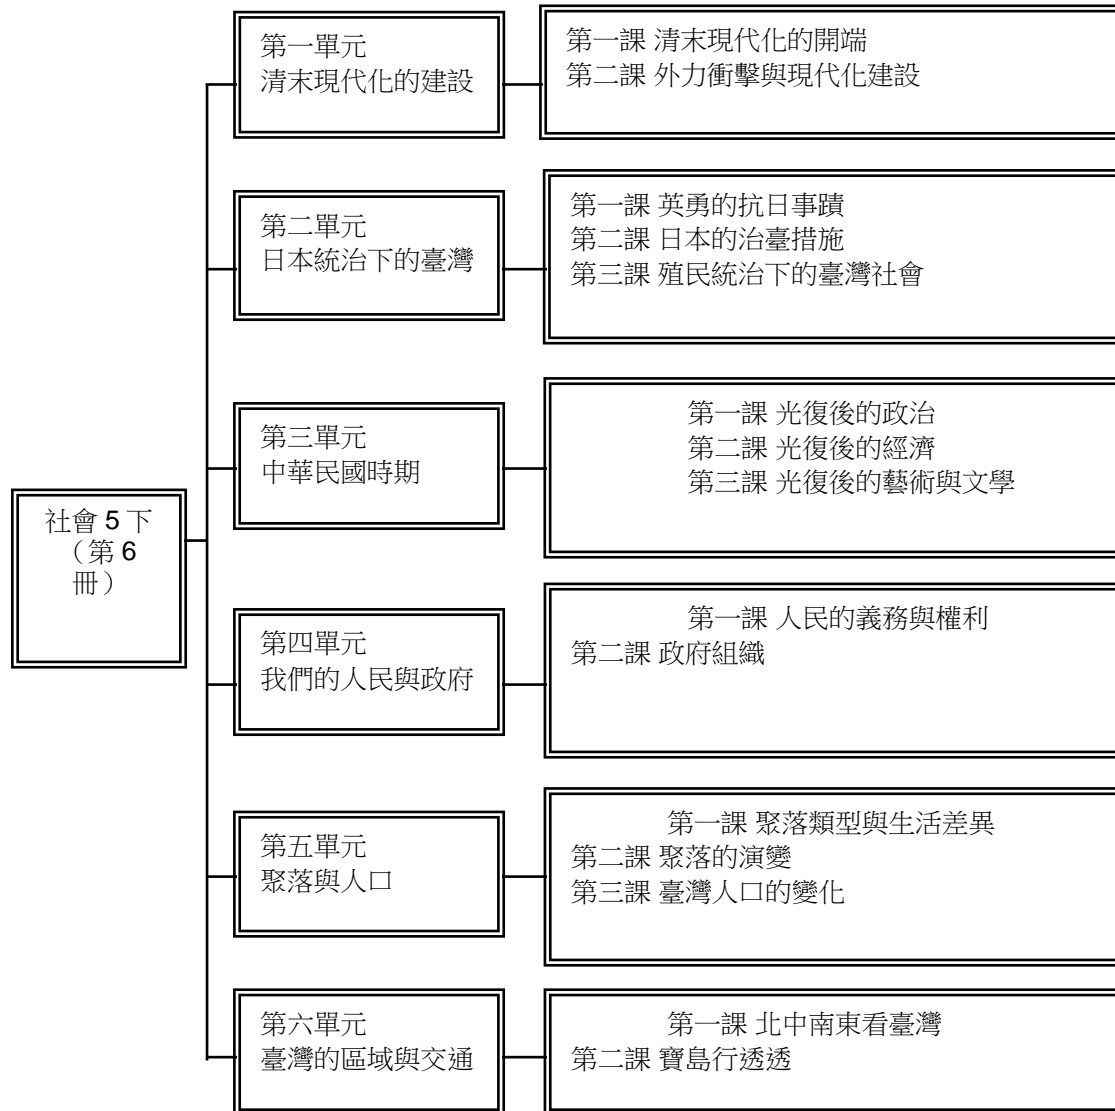 社會 5 下
（第 6
冊）
第一單元
清末現代化的建設
第一課 清末現代化的開端
第二課 外力衝擊與現代化建設
第二單元
日本統治下的臺灣
第一課 英勇的抗日事蹟
第二課 日本的治臺措施
第三課 殖民統治下的臺灣社會
第三單元
中華民國時期
第一課 光復後的政治
第二課 光復後的經濟
第三課 光復後的藝術與文學
第四單元
我們的人民與政府
第一課 人民的義務與權利
第二課 政府組織
第五單元
聚落與人口
第一課 聚落類型與生活差異
第二課 聚落的演變
第三課 臺灣人口的變化
第六單元
臺灣的區域與交通
第一課 北中南東看臺灣
第二課 寶島行透透